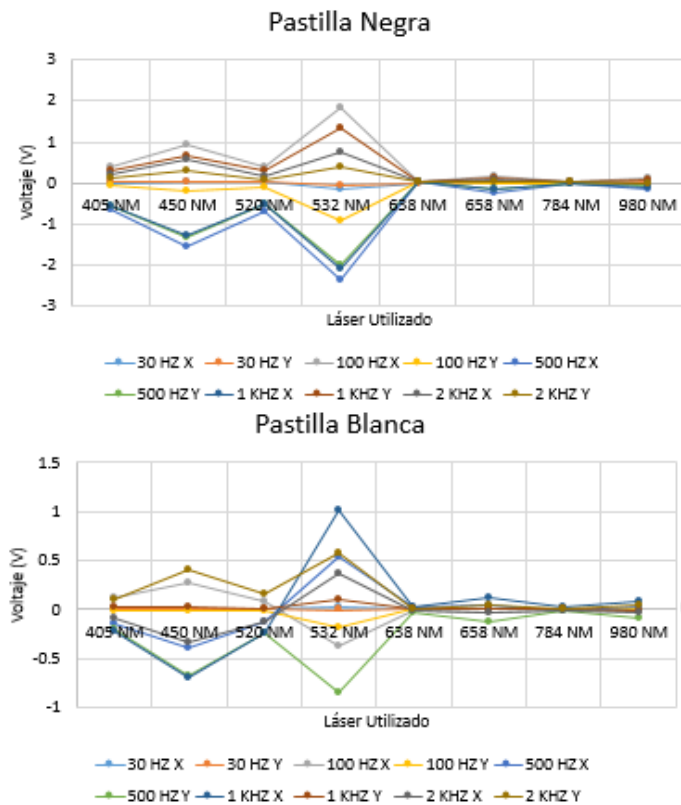 Pastilla Negra
3
2
1
0
-1
-2
-3
Voltaje (V)
405 NM 450 NM 520 NM 532 NM 658 NM 658 NM 784 NM 980 NM
Láser Utilizado
30 HZ X 30 HZ Y 100 HZ X 100 HZ Y 500 HZ X
500 HZ Y 1 KHZ X 1 KHZ Y 2 KHZ X 2 KHZ Y
Pastilla Blanca
1.5
1
0.5
0
-0.5
-1
Voltaje (V)
405 NM 450 NM 520 NM 532 NM 658 NM 658 NM 784 NM 980 NM
Láser Utilizado
30 HZ X 30 HZ Y 100 HZ X 100 HZ Y 500 HZ X
500 HZ Y 1 KHZ X 1 KHZ Y 2 KHZ X 2 KHZ Y